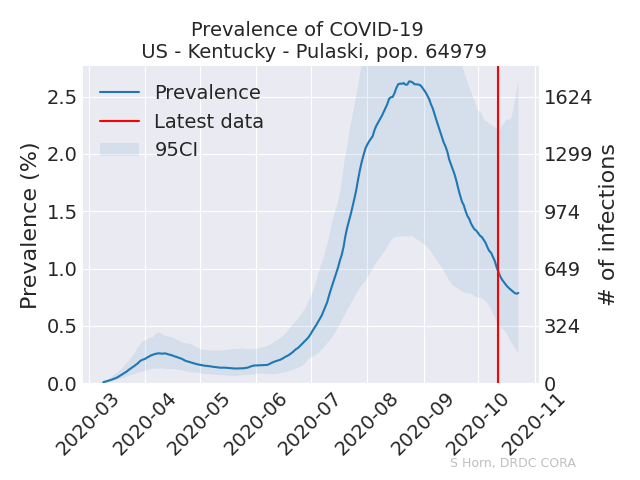 Prevalence of COVID-19
US - Kentucky - Pulaski, pop. 64979
Prevalence
Latest data
95CI
Prevalence (%)
2.5
2.0
1.5
1.0
0.5
0.0
1624
1299
974
649
324
0
# of infections
2020-03
2020-04
2020-05
2020-06
2020-07
2020-08
2020-09
2020-10
2020-11
S Horn, DRDC CORA